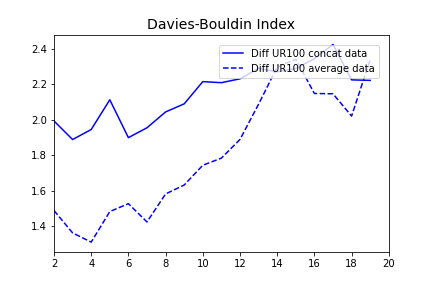 Davies-Bouldin Index
Diff UR100 concat data
Diff UR100 average data
2.4
2.2
2.0
1.8
1.6
1.4
2 4 6 8 10 12 14 16 18 20